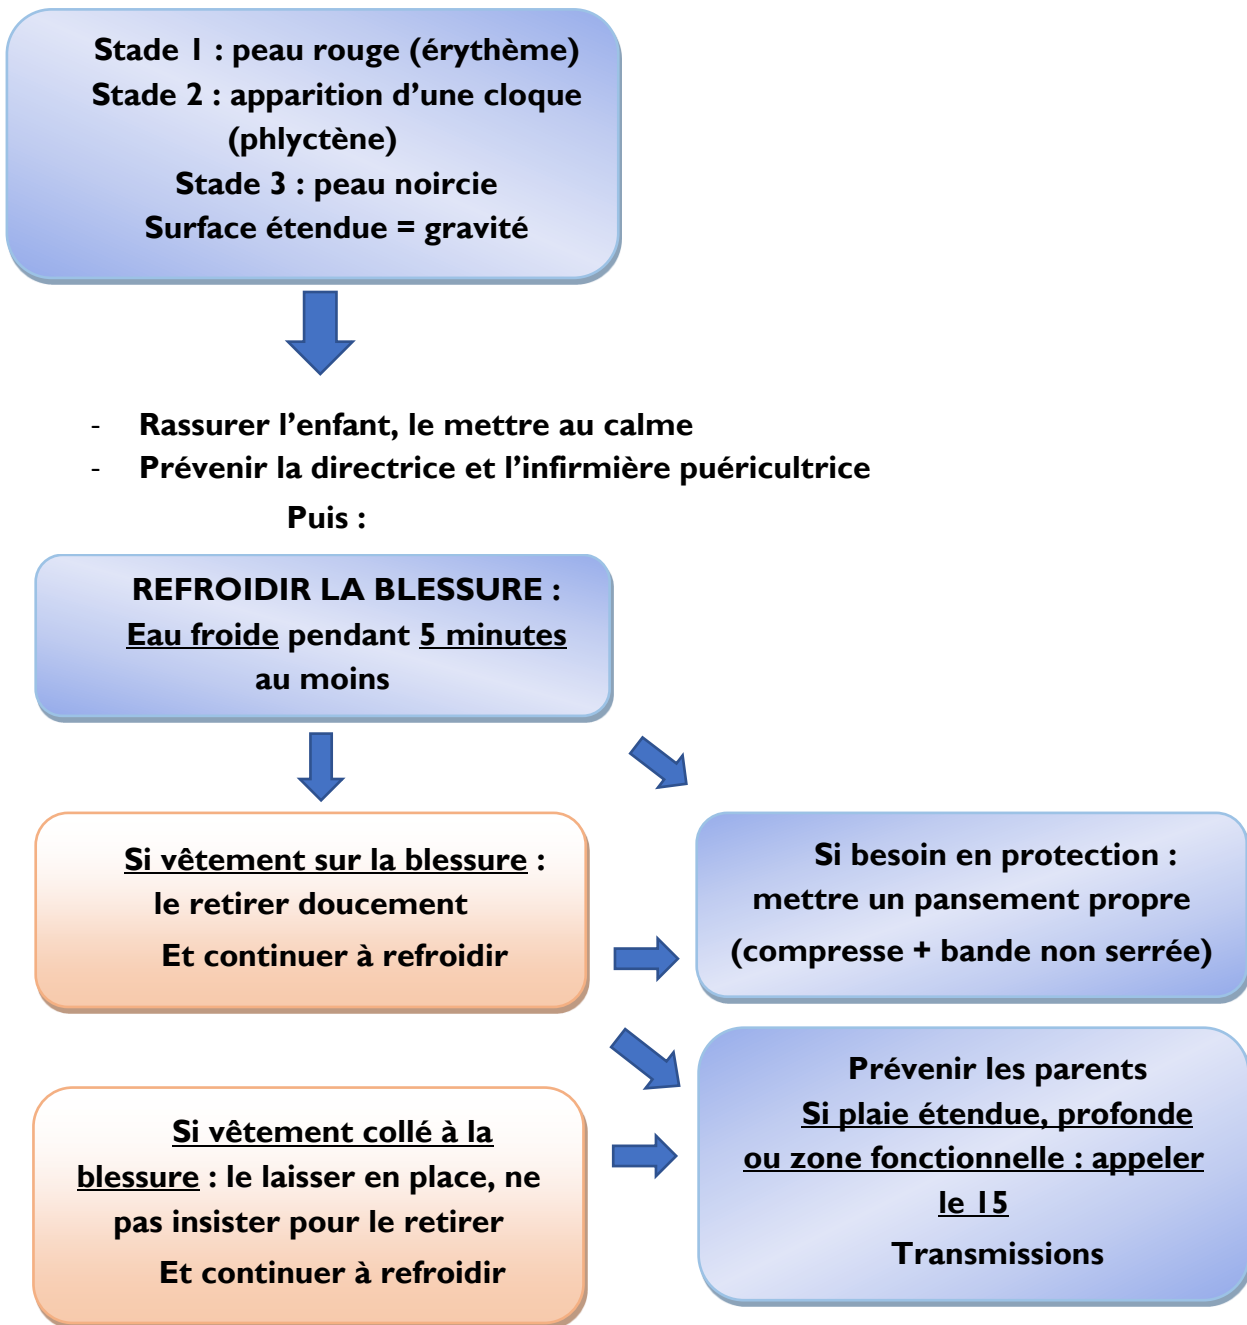 Stade 1 : peau rouge (érythème)
Stade 2 : apparition d’une cloque
(phlyctène)
Stade 3 : peau noircie
Surface étendue = gravité
- Rassurer l’enfant, le mettre au calme
- Prévenir la directrice et l’infirmière puéricultrice
Puis :
REFROIDIR LA BLESSURE :
Eau froide pendant 5 minutes
au moins
Si vêtement sur la blessure :
le retirer doucement
Et continuer à refroidir
Si besoin en protection :
mettre un pansement propre
(compresse + bande non serrée)
Si vêtement collé à la
blessure : le laisser en place, ne
pas insister pour le retirer
Et continuer à refroidir
Prévenir les parents
Si plaie étendue, profonde
ou zone fonctionnelle : appeler
le 15
Transmissions